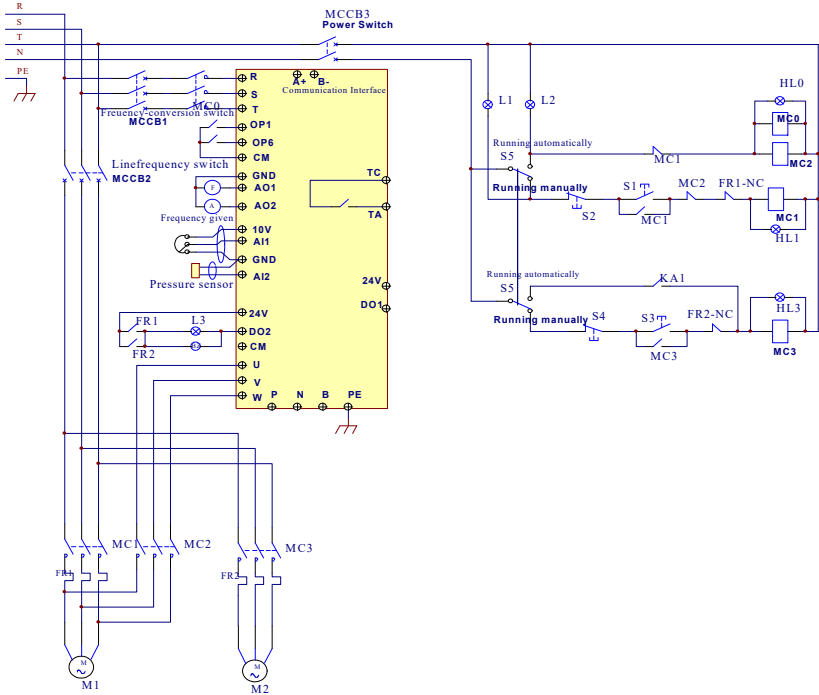 R
S
T
N
PE
MCCB3
Power Switch
A+
B-
Communication Interface
R
S
T
MC0
Freuency-conversion switch
MCCB1
OP1
OP6
CM
Linefrequency switch
MCCB2
GND
F
AO1
A
AO2
Frequency given
10V
AI1
GND
AI2
Pressure sensor
TC
TA
24V
DO1
24V
FR1
L3
DO2
FR2
CM
U
V
W
P
N
B
PE
L1
L2
HL0
MC0
MC2
Running automatically
S5
MC1
Running manually
S2
S1
MC1
MC2
FR1-NC
MC1
HL1
Running automatically
S5
Running manually
KA1
S4
S3
MC3
FR2-NC
HL3
MC3
MC1
MC2
MC3
FR1
FR2
M
M1
M
M2